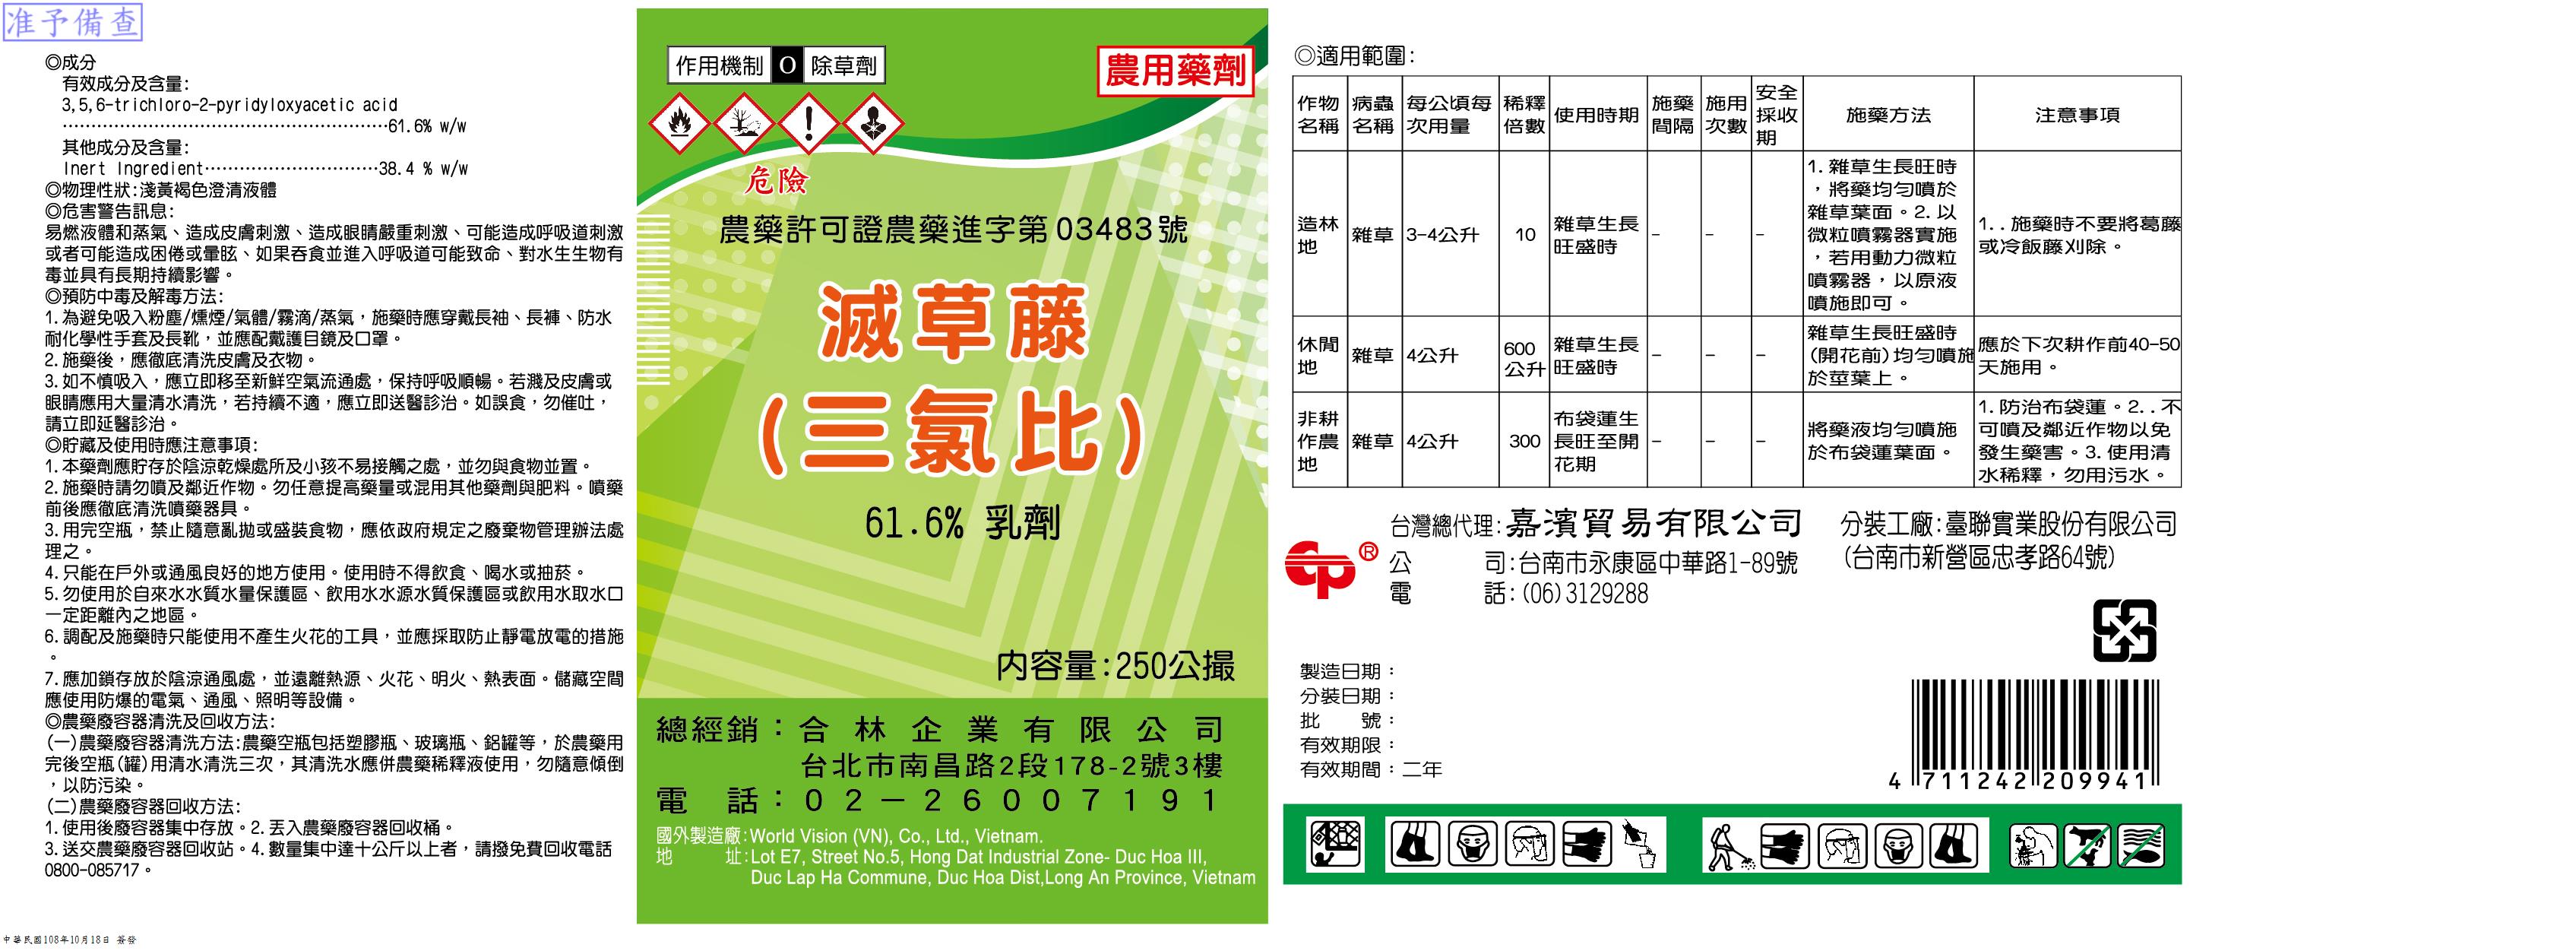 准予備查
◎成分
有效成分及含量:
3,5,6-trichloro-2-pyridyloxyacetic acid
……………………………………………………61.6% w/w
其他成分及含量:
Inert Ingredient…………………………38.4 % w/w
◎物理性狀:淺黃褐色澄清液體
◎危害警告訊息:
易燃液體和蒸氣、造成皮膚刺激、造成眼睛嚴重刺激、可能造成呼吸道刺激
或者可能造成困倦或暈眩、如果吞食並進入呼吸道可能致命、對水生生物有
毒並具有長期持續影響。
◎預防中毒及解毒方法:
1.為避免吸入粉塵/燻煙/氣體/霧滴/蒸氣，施藥時應穿戴長袖、長褲、防水
耐化學性手套及長靴，並應配戴護目鏡及口罩。
2.施藥後，應徹底清洗皮膚及衣物。
3.如不慎吸入，應立即移至新鮮空氣流通處，保持呼吸順暢。若濺及皮膚或
眼睛應用大量清水清洗，若持續不適，應立即送醫診治。如誤食，勿催吐，
請立即延醫診治。
◎貯藏及使用時應注意事項:
1.本藥劑應貯存於陰涼乾燥處所及小孩不易接觸之處，並勿與食物並置。
2.施藥時請勿噴及鄰近作物。勿任意提高藥量或混用其他藥劑與肥料。噴藥
前後應徹底清洗噴藥器具。
3.用完空瓶，禁止隨意亂拋或盛裝食物，應依政府規定之廢棄物管理辦法處
理之。
4.只能在戶外或通風良好的地方使用。使用時不得飲食、喝水或抽菸。
5.勿使用於自來水水質水量保護區、飲用水水源水質保護區或飲用水取水口
一定距離內之地區。
6.調配及施藥時只能使用不產生火花的工具，並應採取防止靜電放電的措施
。
7.應加鎖存放於陰涼通風處，並遠離熱源、火花、明火、熱表面。儲藏空間
應使用防爆的電氣、通風、照明等設備。
◎農藥廢容器清洗及回收方法:
(一)農藥廢容器清洗方法:農藥空瓶包括塑膠瓶、玻璃瓶、鋁罐等，於農藥用
完後空瓶(罐)用清水清洗三次，其清洗水應併農藥稀釋液使用，勿隨意傾倒
，以防污染。
(二)農藥廢容器回收方法:
1.使用後廢容器集中存放。2.丟入農藥廢容器回收桶。
3.送交農藥廢容器回收站。4.數量集中達十公斤以上者，請撥免費回收電話
0800-085717。
中華民國108年10月18日 簽發
作用機制 O 除草劑
農用藥劑
危險
農藥許可證農藥進字第03483號
滅草藤
(三氯比)
61.6% 乳劑
內容量:250公撮
總經銷：合林企業有限公司
台北市南昌路2段178-2號3樓
電 話：02－26007191
國外製造廠:World Vision (VN), Co., Ltd., Vietnam.
地 址:Lot E7, Street No.5, Hong Dat Industrial Zone- Duc Hoa III,
Duc Lap Ha Commune, Duc Hoa Dist,Long An Province, Vietnam
◎適用範圍:
作物名稱 病蟲名稱 每公頃每次用量 稀釋倍數 使用時期 施藥間隔 施用次數 安全採收期 施藥方法 注意事項
造林地 雜草 3-4公升 10 雜草生長旺盛時 - - - 1.雜草生長旺時，將藥均勻噴於雜草葉面。2.以微粒噴霧器實施，若用動力微粒噴霧器，以原液噴施即可。 1..施藥時不要將葛藤或冷飯藤刈除。
休閒地 雜草 4公升 600公升 雜草生長旺盛時 - - - 雜草生長旺盛時(開花前)均勻噴施於莖葉上。 應於下次耕作前40-50天施用。
非耕作農地 雜草 4公升 300 布袋蓮生長旺至開花期 - - - 將藥液均勻噴施於布袋蓮葉面。 1.防治布袋蓮。2..不可噴及鄰近作物以免發生藥害。3.使用清水稀釋，勿用污水。
台灣總代理:嘉濱貿易有限公司
公 司:台南市永康區中華路1-89號
電 話:(06)3129288
cp®
分裝工廠:臺聯實業股份有限公司
(台南市新營區忠孝路64號)
製造日期：
分裝日期：
批 號：
有效期限：
有效期間：二年
4 711242 209941